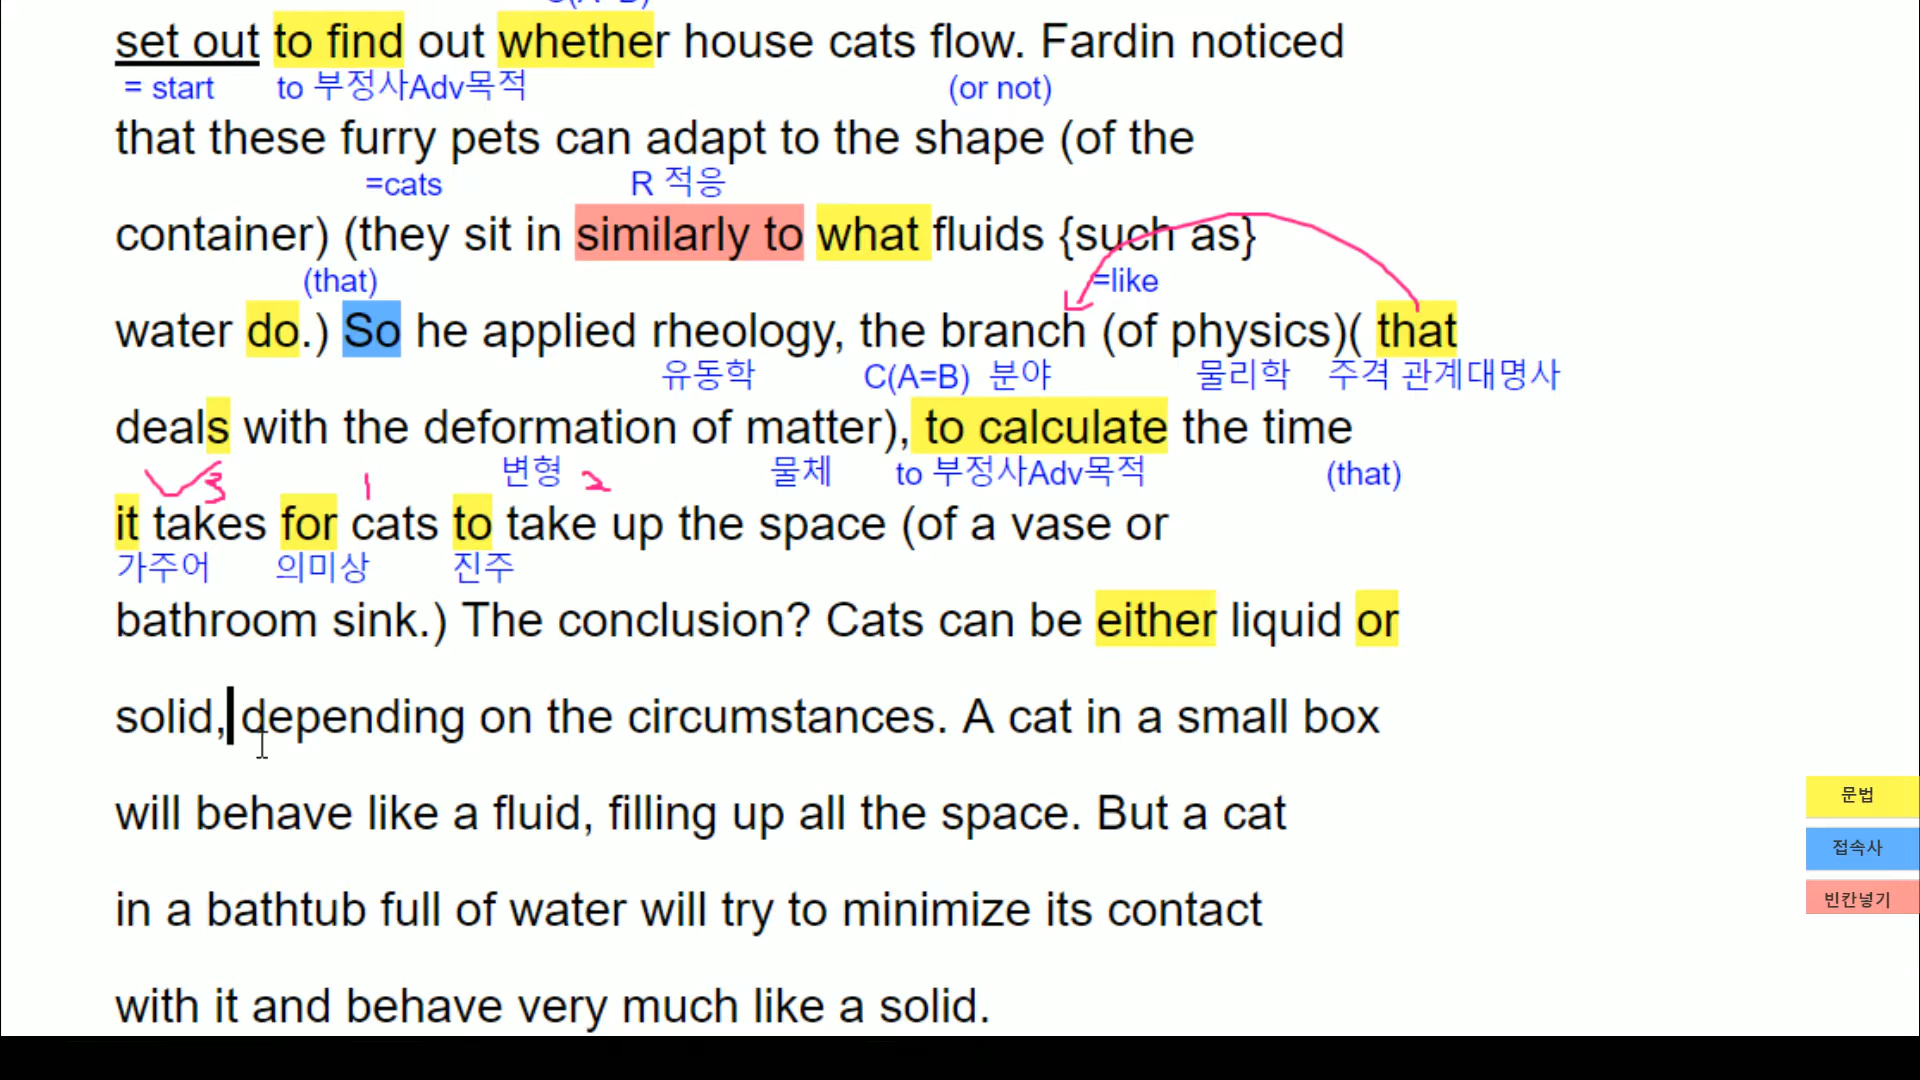 set out to find out whether house cats flow. Fardin noticed
= start to 부정사Adv목적 (or not)
that these furry pets can adapt to the shape (of the
=cats R 적응
container) (they sit in similarly to what fluids {such as}
(that) =like
water do.) So he applied rheology, the branch (of physics)( that
유동학 C(A=B) 분야 물리학 주격 관계대명사
deals with the deformation of matter), to calculate the time
3 1 변형 2 물체 to 부정사Adv목적 (that)
it takes for cats to take up the space (of a vase or
가주어 의미상 진주
bathroom sink.) The conclusion? Cats can be either liquid or
solid, depending on the circumstances. A cat in a small box
will behave like a fluid, filling up all the space. But a cat
문법
접속사
in a bathtub full of water will try to minimize its contact
빈칸넣기
with it and behave very much like a solid.